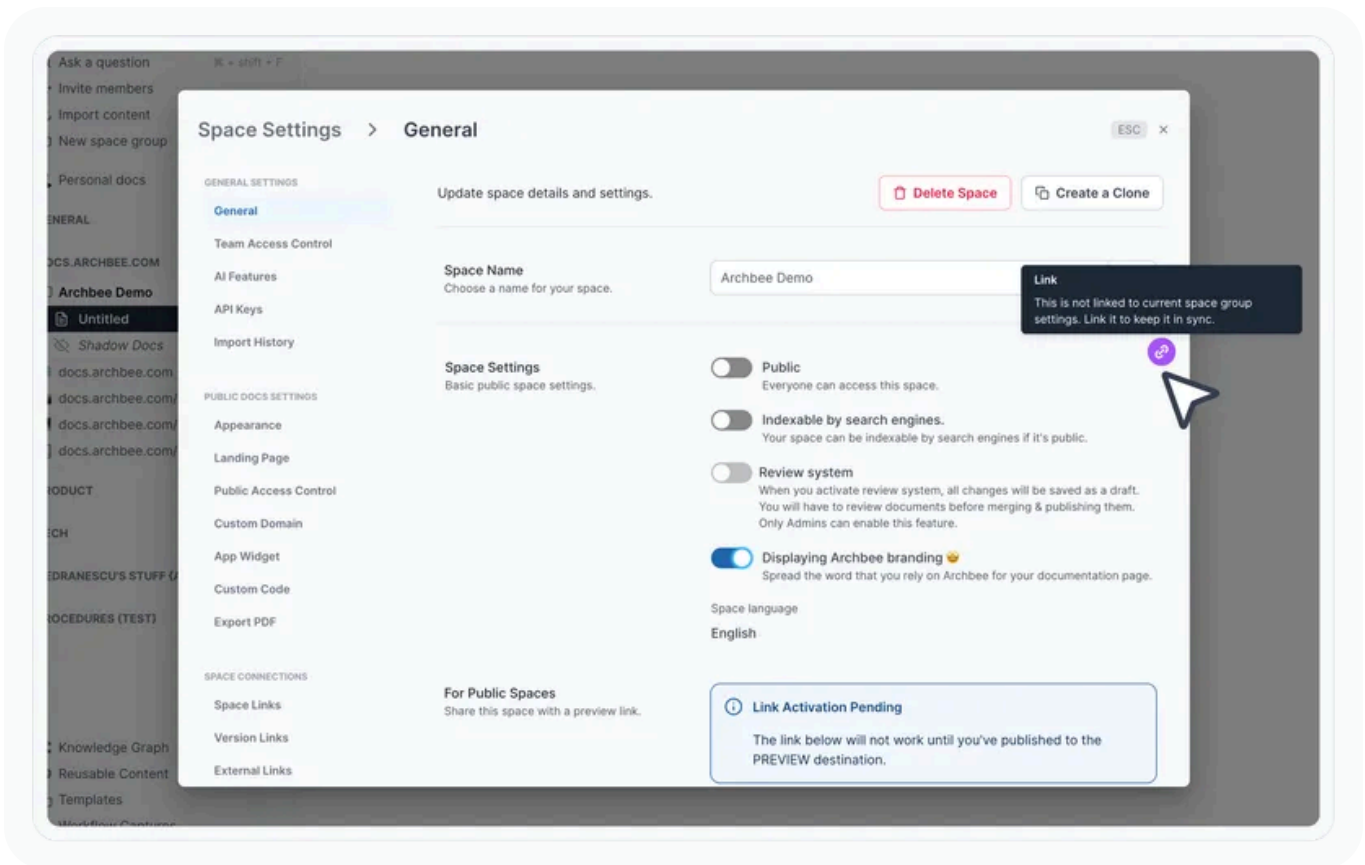 Ask a question
⌘ + shift + F
Invite members
Import content
New space group
Personal docs
ENERAL
OCS.ARCHBEE.COM
Archbee Demo
Untitled
Shadow Docs
docs.archbee.com
docs.archbee.com/
docs.archbee.com/
docs.archbee.com/
RODUCT
ECH
EDRANESCU'S STUFF (A
ROCEDURES (TEST)
Knowledge Graph
Reusable Content
Templates
Workflow Captures
Space Settings > General
ESC ×
GENERAL SETTINGS
General
Team Access Control
AI Features
API Keys
Import History
PUBLIC DOCS SETTINGS
Appearance
Landing Page
Public Access Control
Custom Domain
App Widget
Custom Code
Export PDF
SPACE CONNECTIONS
Space Links
Version Links
External Links
Update space details and settings.
Delete Space
Create a Clone
Space Name
Choose a name for your space.
Archbee Demo
Link
This is not linked to current space group
settings. Link it to keep it in sync.
Space Settings
Basic public space settings.
Public
Everyone can access this space.
Indexable by search engines.
Your space can be indexable by search engines if it's public.
Review system
When you activate review system, all changes will be saved as a draft.
You will have to review documents before merging & publishing them.
Only Admins can enable this feature.
Displaying Archbee branding 🤩
Spread the word that you rely on Archbee for your documentation page.
Space language
English
For Public Spaces
Share this space with a preview link.
Link Activation Pending
The link below will not work until you've published to the
PREVIEW destination.